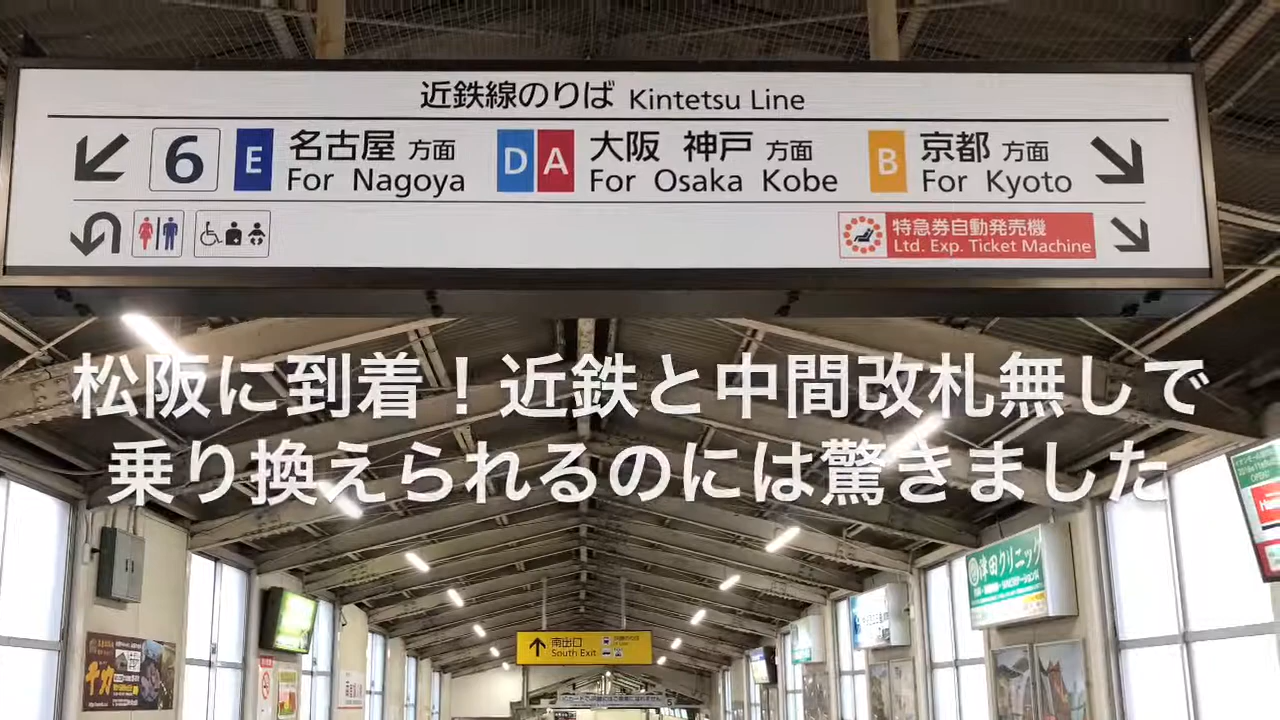 近鉄線のりば Kintetsu Line
6 E 名古屋 方面 D A 大阪 神戸 方面 B 京都 方面
For Nagoya For Osaka Kobe For Kyoto
特急券自動発売機
Ltd. Exp. Ticket Machine
松阪に到着！近鉄と中間改札無しで
乗り換えられるのには驚きました
津田クリニック
南出口
South Exit
千力